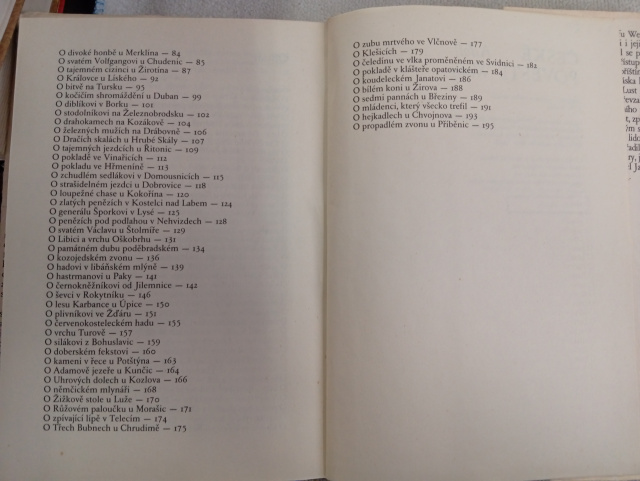 O divoké honbě u Merklína — 84
O svatém Volfgangovi u Chudenic — 85
O tajemném cizinci u Žirotína — 87
O Královce u Liského — 92
O bitvě na Tursku — 95
O kočičím shromáždění u Duban — 99
O diblíkovi v Borku — 101
O stodolníkovi na Železnobrodsku — 102
O drahokamech na Kozákově — 104
O železných mužích na Drábovně — 106
O Dračích skalách u Hrubé Skály — 107
O tajemných jezdcích u Řitonic — 109
O pokladě ve Vinařicích — 112
O pokladu ve Hřmeníně — 113
O zchudlém sedlákovi v Domousnicích — 115
O strašidelném jezdci u Dobrovice — 118
O loupežné chase u Kokořína — 120
O zlatých penězích v Kostelci nad Labem — 124
O generálu Šporkovi v Lysé — 125
O penězích pod podlahou v Nehvizdech — 128
O svatém Václavu u Štolmíře — 129
O Libici a vrchu Oškobrhu — 131
O památném dubu poděbradském — 134
O kozojedském zvonu — 136
O hadovi v libáňském mlýně — 139
O hastrmanovi u Paky — 141
O černokněžníkovi od Jilemnice — 142
O ševci v Rokytníku — 146
O lesu Karbance u Úpice — 150
O plivníkovi ve Žďáru — 151
O červenokosteleckém hadu — 155
O vrchu Turově — 157
O silákovi z Bohuslavic — 159
O doberském fekstovi — 160
O kameni v řece u Potštýna — 163
O Adamově jezeře u Kunčic — 164
O Uhrových dolech u Kozlova — 166
O němčickém mlynáři — 168
O Žižkově stole u Luže — 170
O Růžovém paloučku u Morašic — 171
O zpívající lípě v Telecím — 174
O Třech Bubnech u Chrudimě — 175
O zubu mrtvého ve Vlčnově — 177
O Klešicích — 179
O čeledínu ve vlka proměněném ve Svídnici — 182
O pokladě v klášteře opatovickém — 184
O koudeleckém Janatovi — 186
O bílém koni u Žirova — 188
O sedmi pannách u Březiny — 189
O mládenci, který všecko trefil — 191
O hejkadlech u Chvojnova — 193
O propadlém zvonu u Příběnic — 195